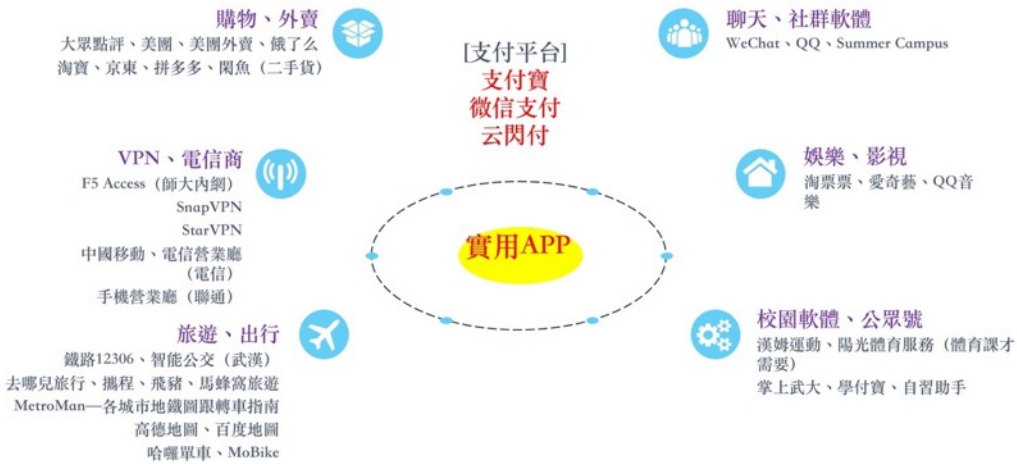 購物、外賣
大眾點評、美團、美團外賣、餓了么
淘寶、京東、拼多多、閑魚（二手貨）
[支付平台]
支付寶
微信支付
云閃付
聊天、社群軟體
WeChat、QQ、Summer Campus
VPN、電信商
F5 Access（師大內網）
SnapVPN
StarVPN
中國移動、電信營業廳
（電信）
手機營業廳（聯通）
實用APP
娛樂、影視
淘票票、愛奇藝、QQ音
樂
旅遊、出行
鐵路12306、智能公交（武漢）
去哪兒旅行、攜程、飛豬、馬蜂窩旅遊
MetroMan—各城市地鐵圖跟轉車指南
高德地圖、百度地圖
哈囉單車、MoBike
校園軟體、公眾號
漢姆運動、陽光體育服務（體育課才
需要）
掌上武大、學付寶、自習助手